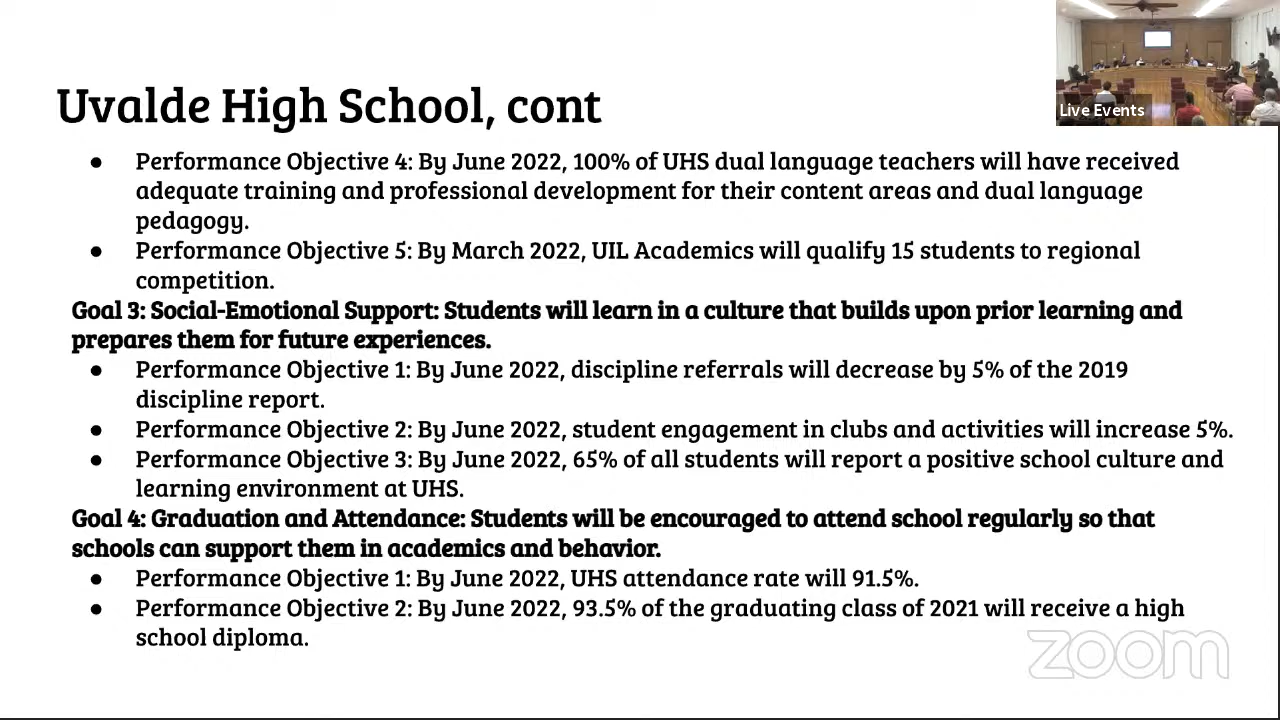 Live Events
Uvalde High School, cont
● Performance Objective 4: By June 2022, 100% of UHS dual language teachers will have received
adequate training and professional development for their content areas and dual language
pedagogy.
● Performance Objective 5: By March 2022, UIL Academics will qualify 15 students to regional
competition.
Goal 3: Social-Emotional Support: Students will learn in a culture that builds upon prior learning and
prepares them for future experiences.
● Performance Objective 1: By June 2022, discipline referrals will decrease by 5% of the 2019
discipline report.
● Performance Objective 2: By June 2022, student engagement in clubs and activities will increase 5%.
● Performance Objective 3: By June 2022, 65% of all students will report a positive school culture and
learning environment at UHS.
Goal 4: Graduation and Attendance: Students will be encouraged to attend school regularly so that
schools can support them in academics and behavior.
● Performance Objective 1: By June 2022, UHS attendance rate will 91.5%.
● Performance Objective 2: By June 2022, 93.5% of the graduating class of 2021 will receive a high
school diploma.
zoom